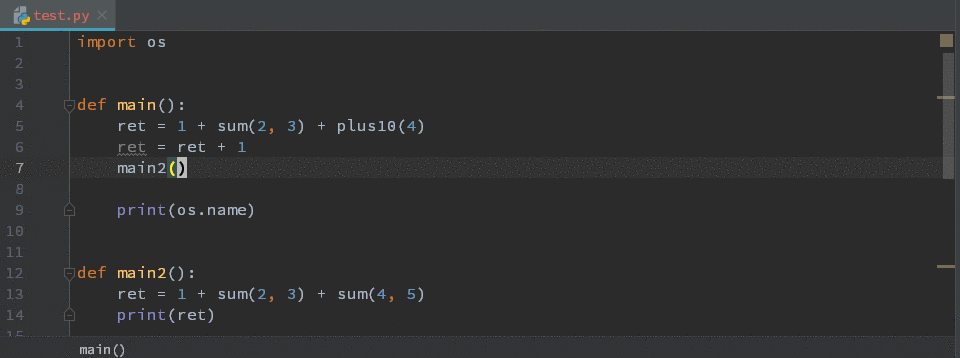 test.py
1 import os
2
3
4 def main():
5     ret = 1 + sum(2, 3) + plus10(4)
6     ret = ret + 1
7     main2()
8
9     print(os.name)
10
11
12 def main2():
13     ret = 1 + sum(2, 3) + sum(4, 5)
14     print(ret)
15
main()